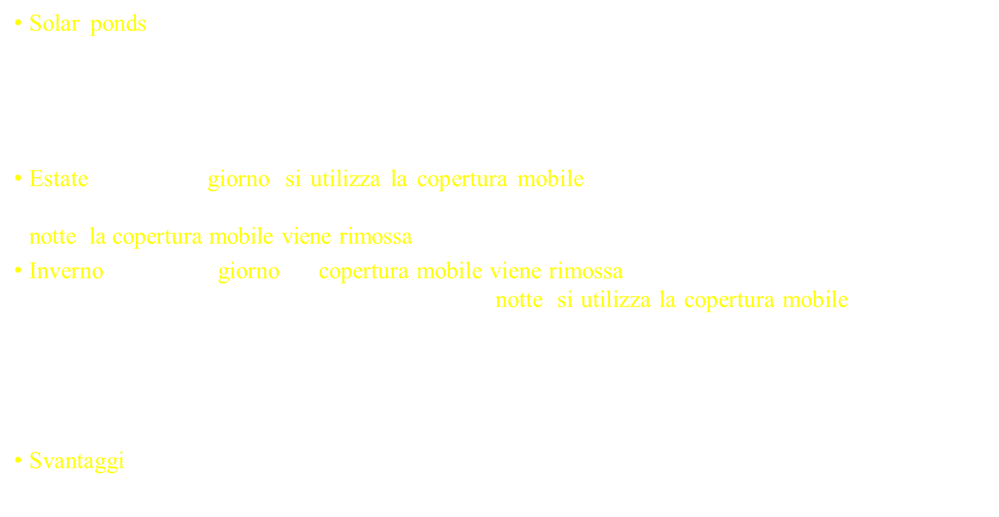 • Solar ponds
• Estate giorno si utilizza la copertura mobile
notte la copertura mobile viene rimossa
• Inverno giorno copertura mobile viene rimossa
notte si utilizza la copertura mobile
• Svantaggi